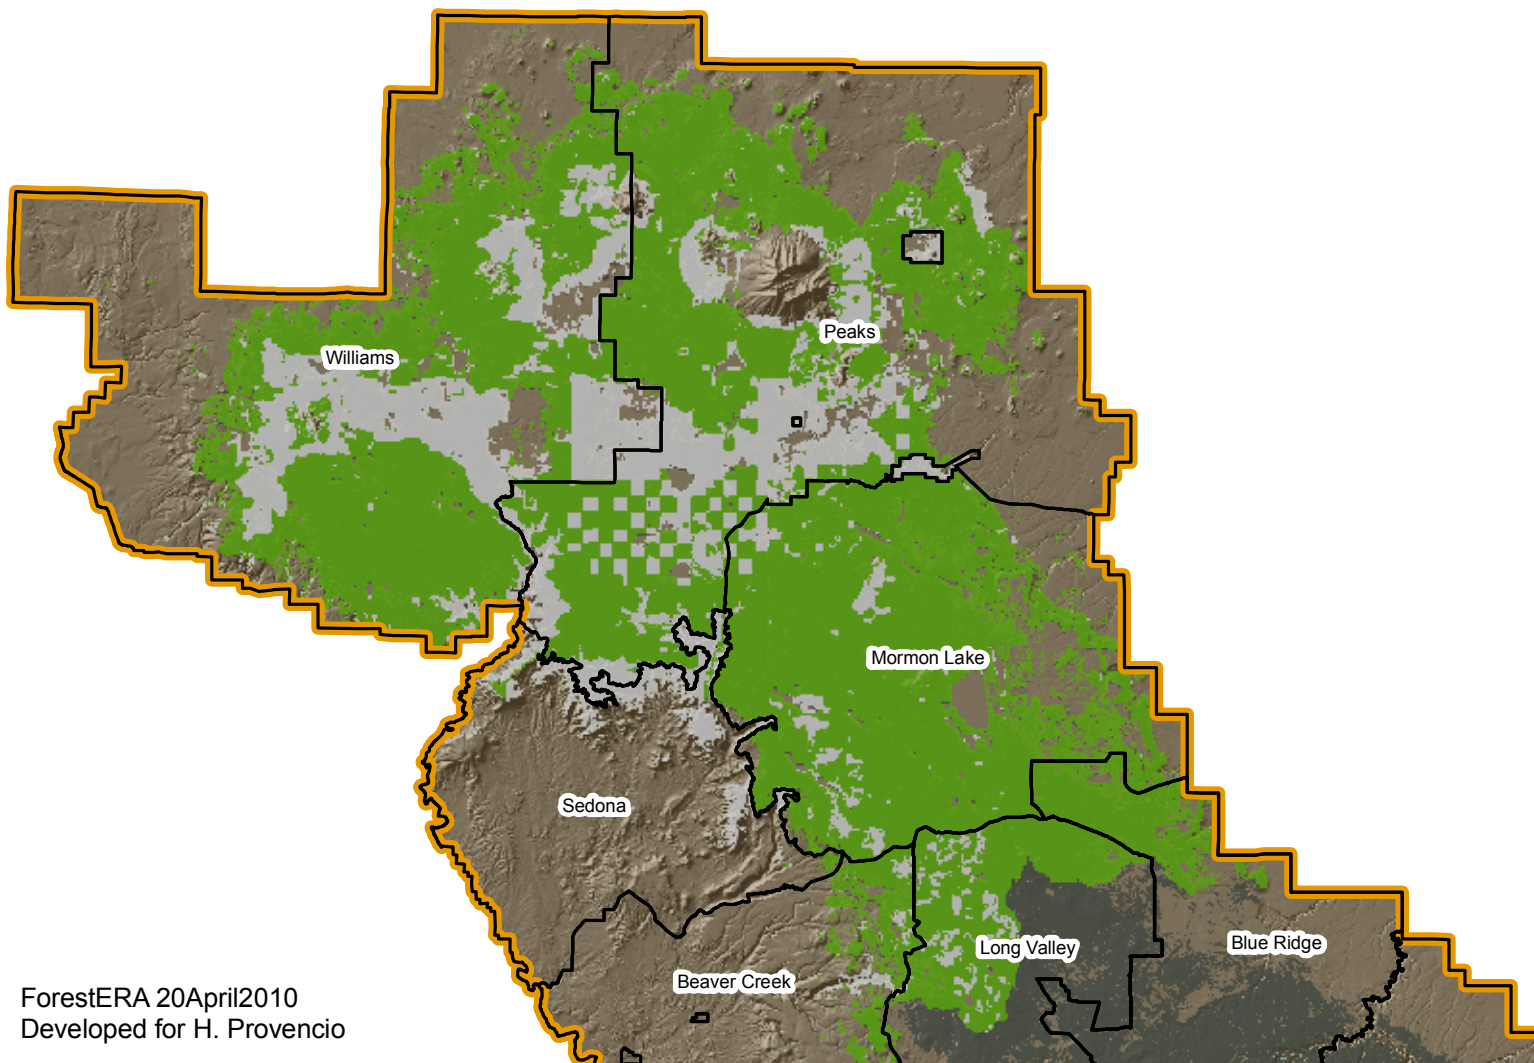 Peaks
Williams
Mormon Lake
Sedona
Long Valley
Blue Ridge
Beaver Creek
ForestERA 20April2010
Developed for H. Provencio